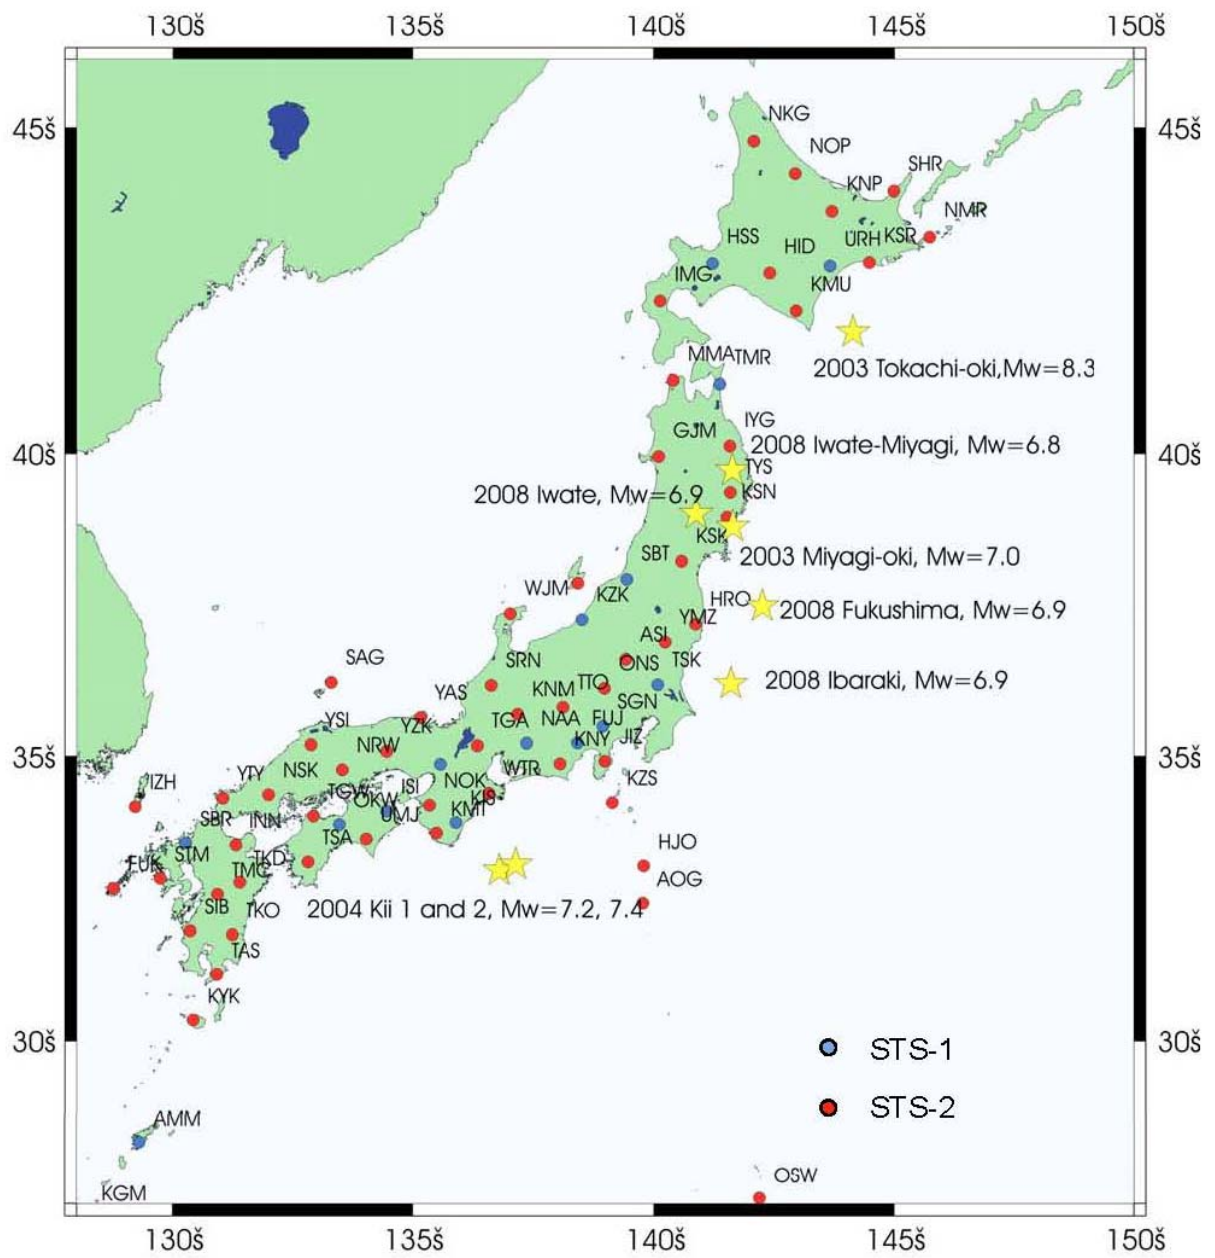 130š 135š 140š 145š 150š
45š 45š
NKG
NOP
SHR
KNP
NMR
HSS HID URH KSR
IMG KMU
2003 Tokachi-oki,Mw=8.3
MMA TMR
IYG
GJM
2008 Iwate-Miyagi, Mw=6.8
40š 40š
TYS
2008 Iwate, Mw=6.9 KSN
KSK
SBT 2003 Miyagi-oki, Mw=7.0
WJM KZK HRO
2008 Fukushima, Mw=6.9
YMZ
ASI
SAG SRN ONS TSK
2008 Ibaraki, Mw=6.9
YAS KNM TTO
SGN
YSI YZK TGA NAA FUJ
NRW KNY JIZ
35š 35š
IZH YTY NSK WTR
ISI NOK KZS
TGW OKW KIS
SBR INN UMJ KMT
TSA
HJO
STM TKD
FUK TMC
AOG
SIB TKO
2004 Kii 1 and 2, Mw=7.2, 7.4
TAS
KYK
30š 30š
STS-1
STS-2
AMM
OSW
KGM
130š 135š 140š 145š 150š